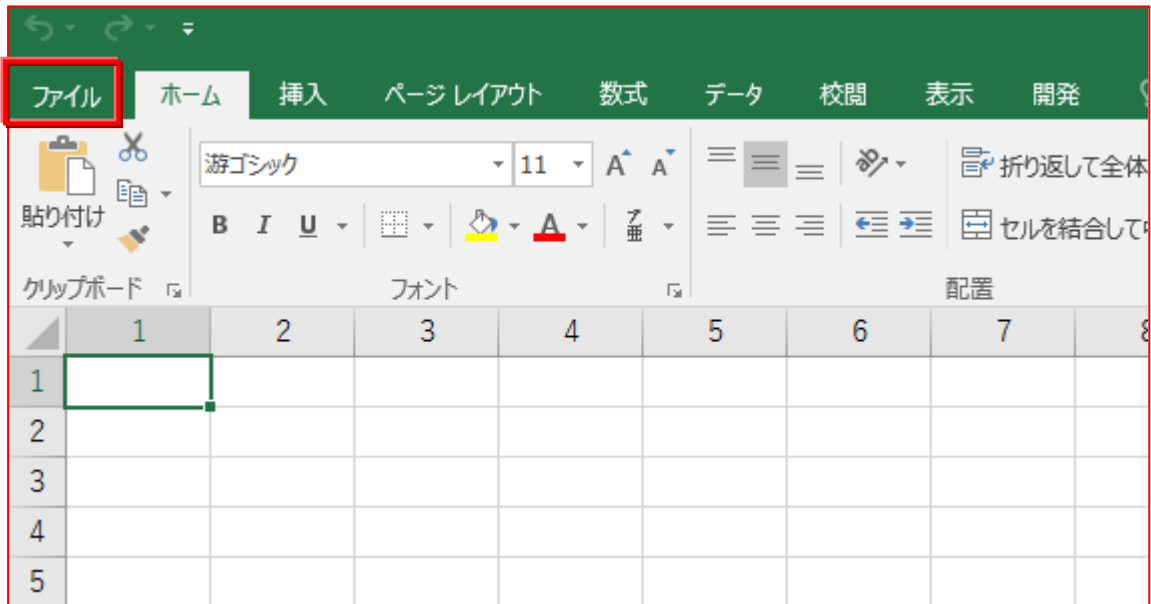 ファイル ホーム 挿入 ページ レイアウト 数式 データ 校閲 表示 開発
游ゴシック 11 A A 折り返して全体
貼り付け B I U A ア亜 セルを結合して
クリップボード フォント 配置
1 2 3 4 5 6 7 8
1
2
3
4
5